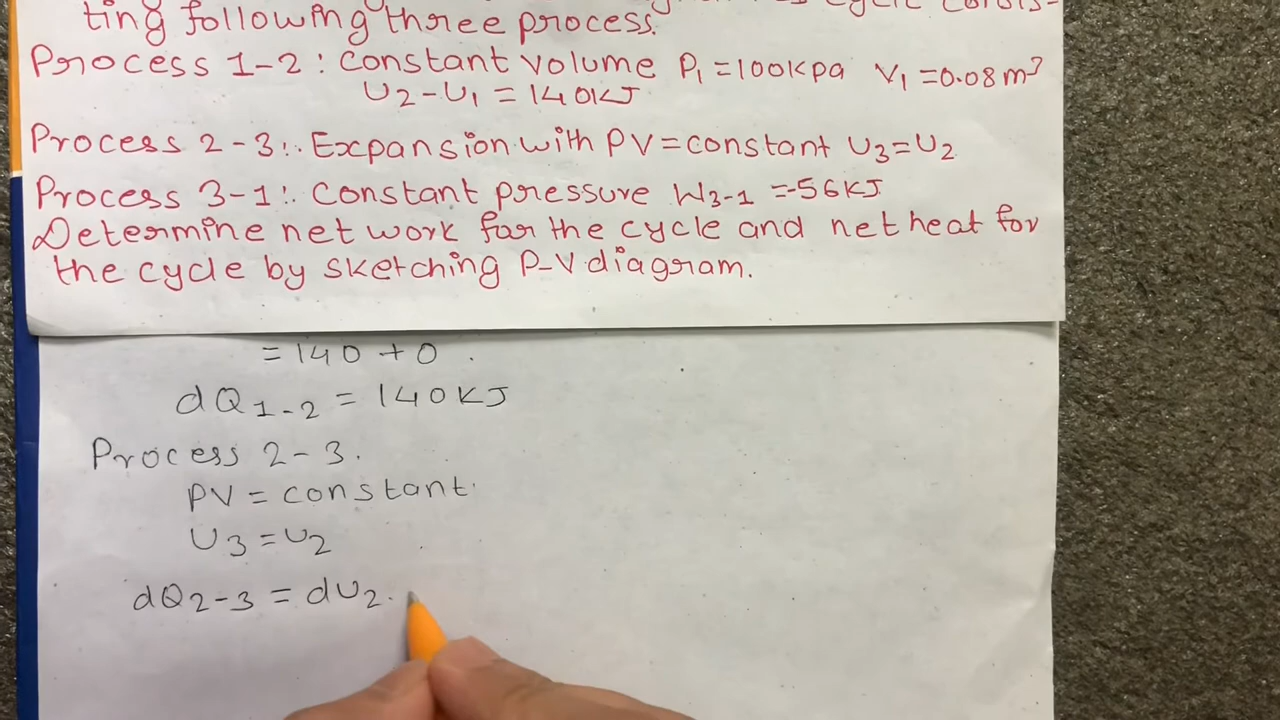 ting following three process.
Process 1-2: Constant volume P₁=100kpa V₁=0.08m³
U₂-U₁=140KJ
Process 2-3:. Expansion with PV=constant U₃=U₂
Process 3-1:. Constant pressure W₃₋₁=-56KJ
Determine net work for the cycle and net heat for
the cycle by sketching P-V diagram.
=140+0.
dQ₁₋₂=140KJ
Process 2-3.
PV=constant.
U₃=U₂
dQ₂₋₃=dU₂.